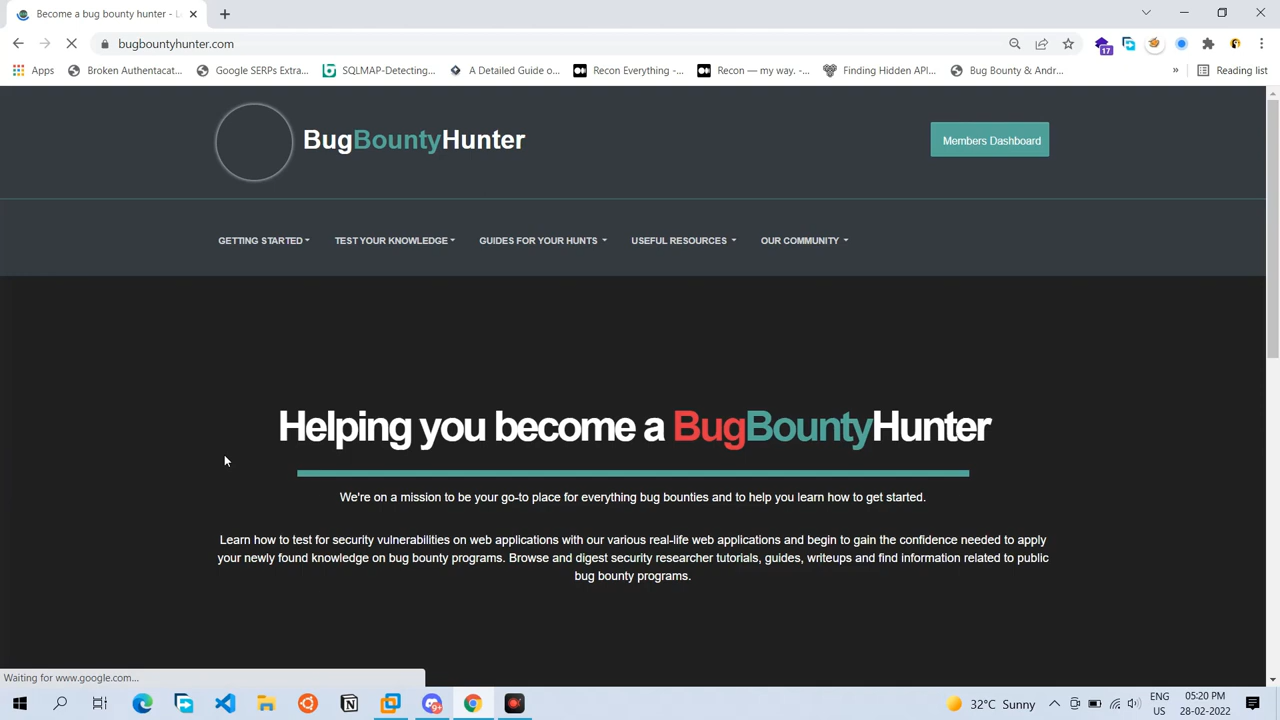 Become a bug bounty hunter - L
bugbountyhunter.com
17
Apps
Broken Authentacat...
Google SERPs Extra...
SQLMAP-Detecting...
A Detailed Guide o...
Recon Everything -...
Recon — my way. -...
Finding Hidden API...
Bug Bounty & Andr...
»
Reading list
BugBountyHunter
Members Dashboard
GETTING STARTED
TEST YOUR KNOWLEDGE
GUIDES FOR YOUR HUNTS
USEFUL RESOURCES
OUR COMMUNITY
Helping you become a BugBountyHunter
We're on a mission to be your go-to place for everything bug bounties and to help you learn how to get started.
Learn how to test for security vulnerabilities on web applications with our various real-life web applications and begin to gain the confidence needed to apply
your newly found knowledge on bug bounty programs. Browse and digest security researcher tutorials, guides, writeups and find information related to public
bug bounty programs.
Waiting for www.google.com...
9+
32°C Sunny
ENG
US
05:20 PM
28-02-2022